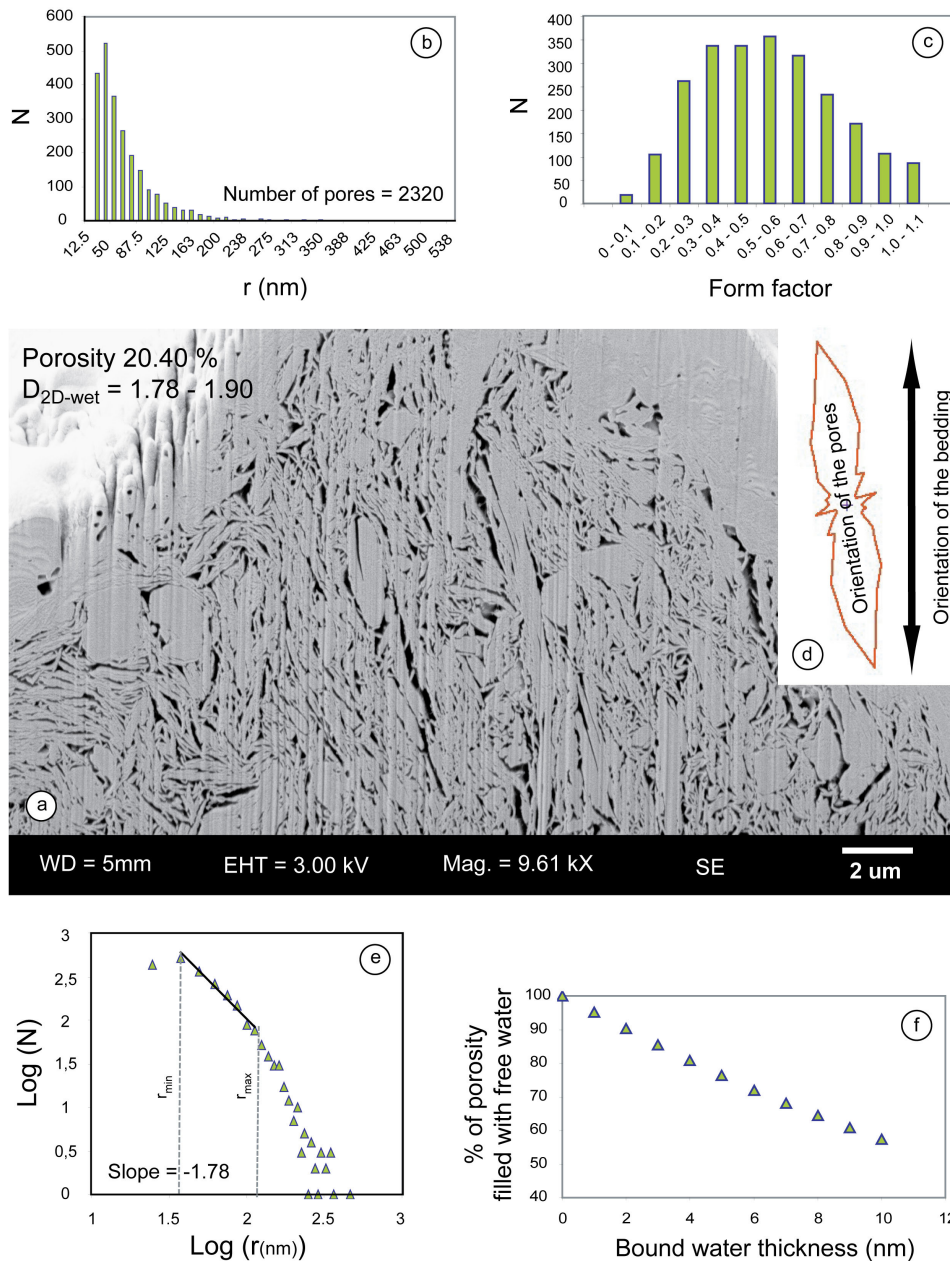 600
500
400
300
200
100
0
N
b
Number of pores = 2320
12.5
50
87.5
125
163
200
238
275
313
350
388
425
463
500
538
r (nm)
400
350
300
250
200
150
100
50
0
N
c
0 - 0.1
0.1 - 0.2
0.2 - 0.3
0.3 - 0.4
0.4 - 0.5
0.5 - 0.6
0.6 - 0.7
0.7 - 0.8
0.8 - 0.9
0.9 - 1.0
1.0 - 1.1
Form factor
Porosity 20.40 %
D2D-wet = 1.78 - 1.90
Orientation of the pores
Orientation of the bedding
d
a
WD = 5mm EHT = 3.00 kV Mag. = 9.61 kX SE 2 um
3
2,5
2
1.5
1
0,5
0
Log (N)
e
rmin
rmax
Slope = -1.78
1
1.5
2
2.5
3
Log (r(nm))
100
90
80
70
60
50
40
% of porosity
filled with free water
f
0
2
4
6
8
10
12
Bound water thickness (nm)